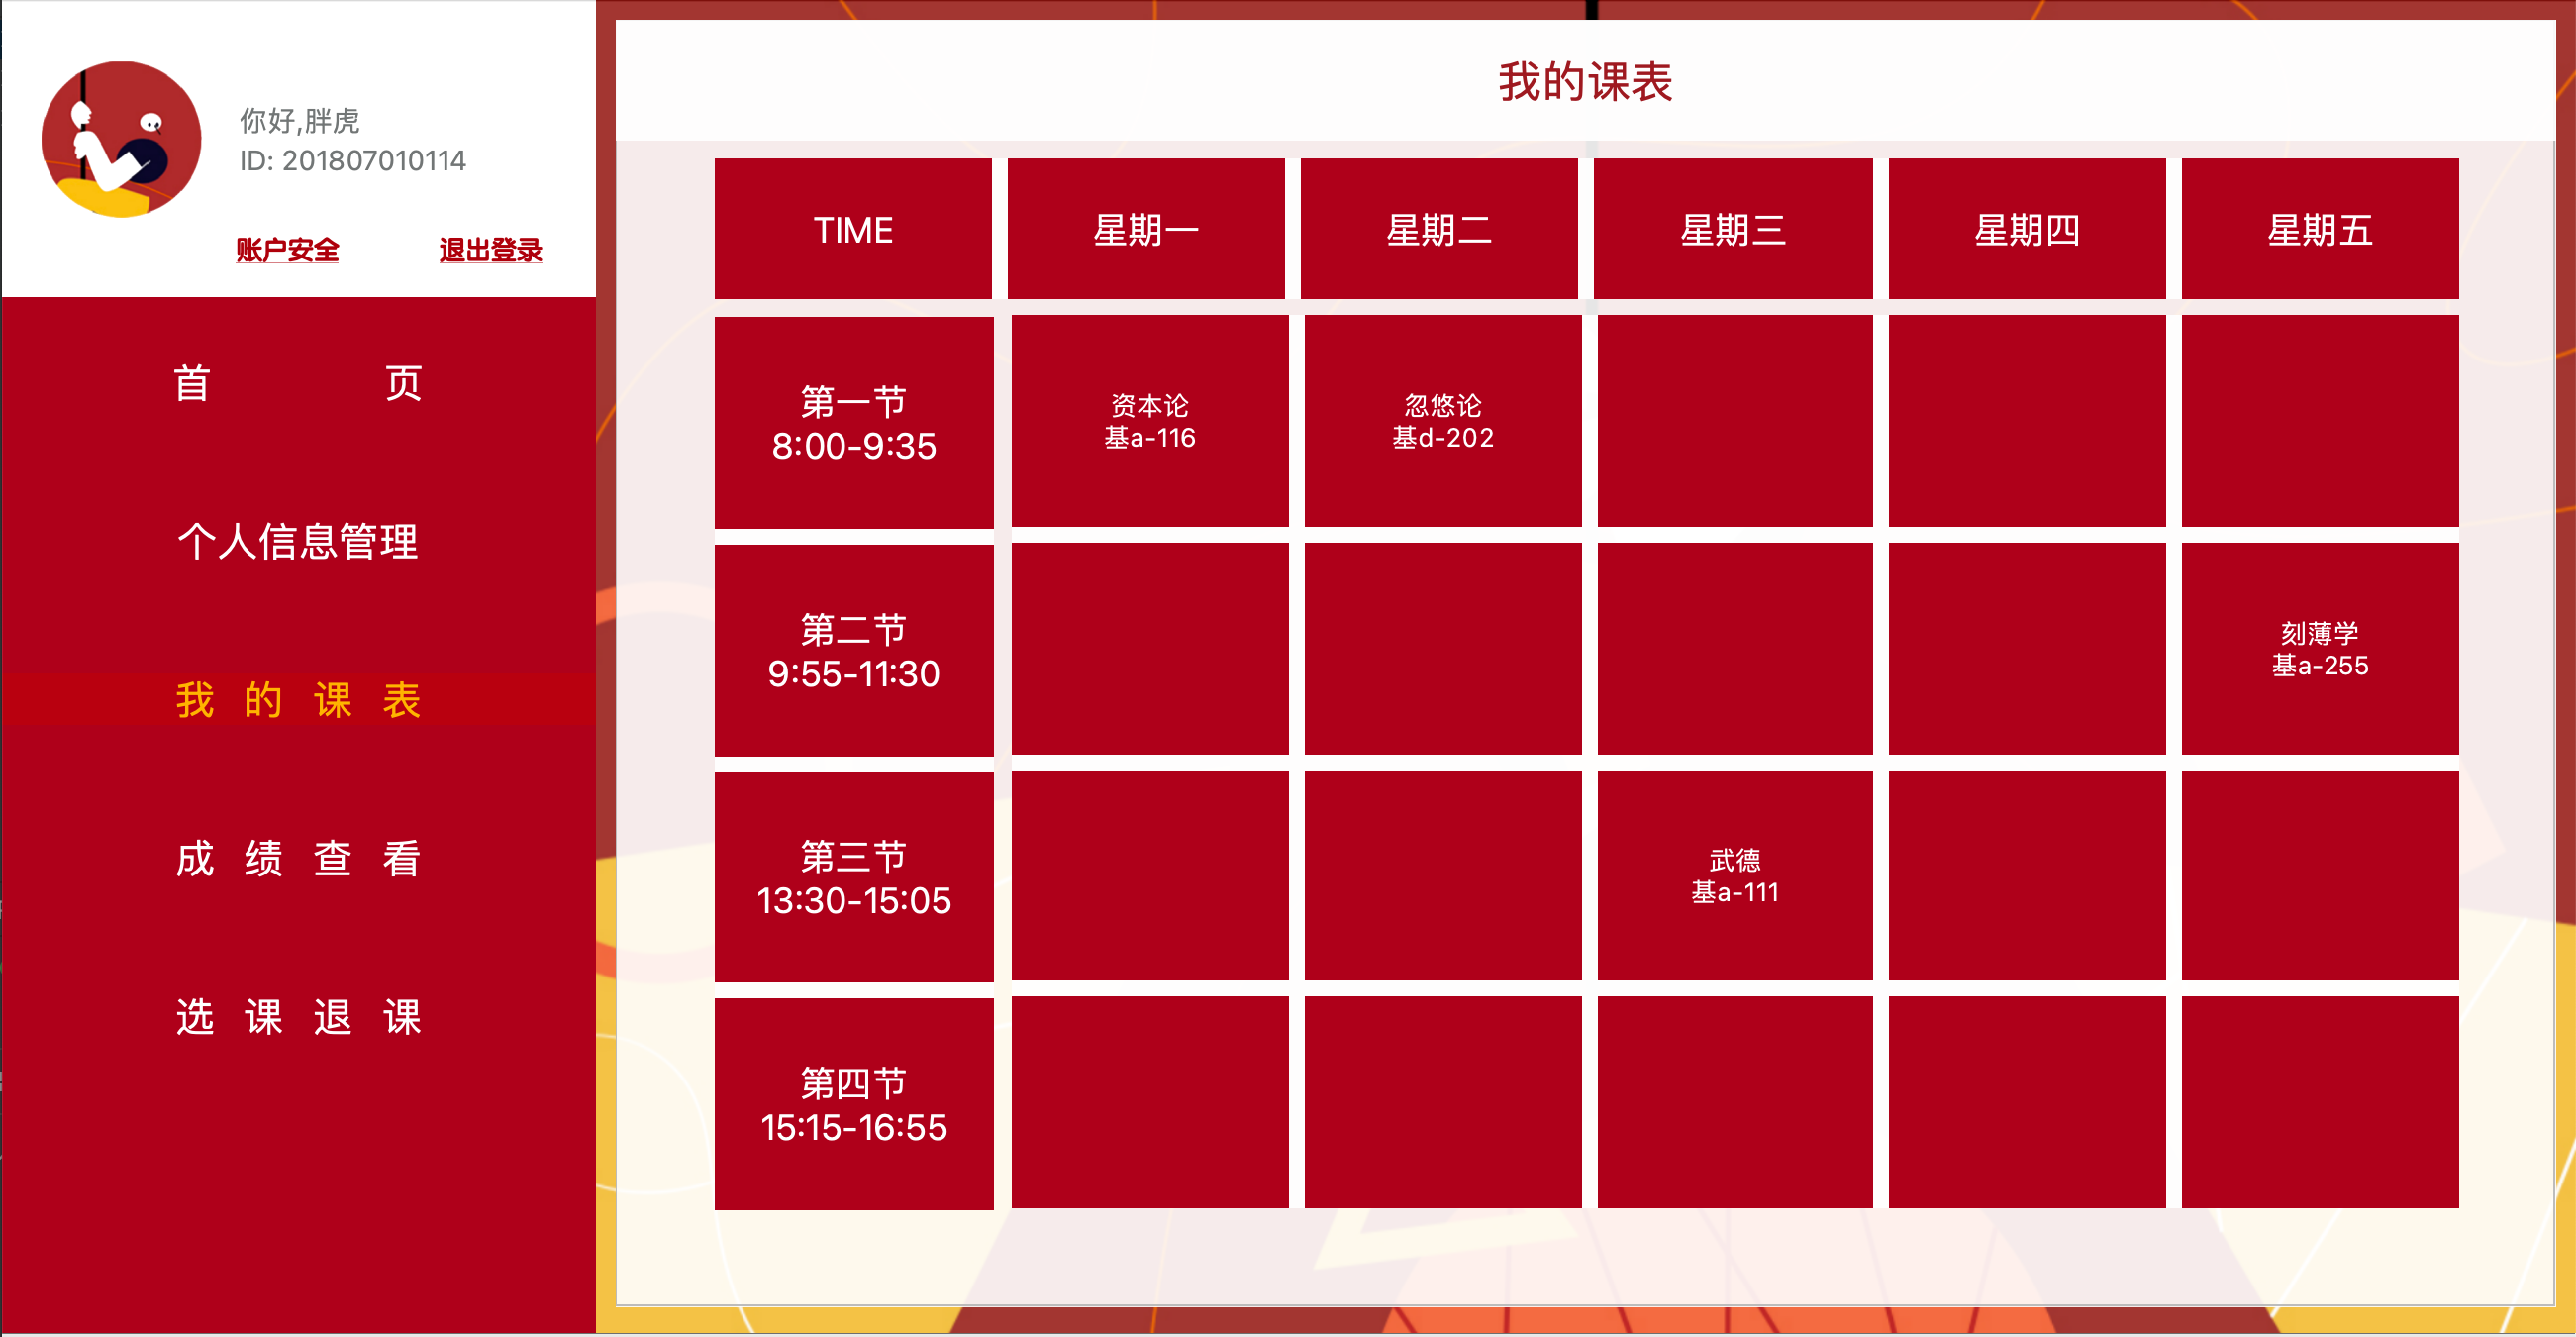 你好,胖虎
ID: 201807010114
账户安全 退出登录
首 页
个人信息管理
我 的 课 表
成 绩 查 看
选 课 退 课
我的课表
TIME 星期一 星期二 星期三 星期四 星期五
第一节
8:00-9:35
资本论
基a-116
忽悠论
基d-202
第二节
9:55-11:30
刻薄学
基a-255
第三节
13:30-15:05
武德
基a-111
第四节
15:15-16:55